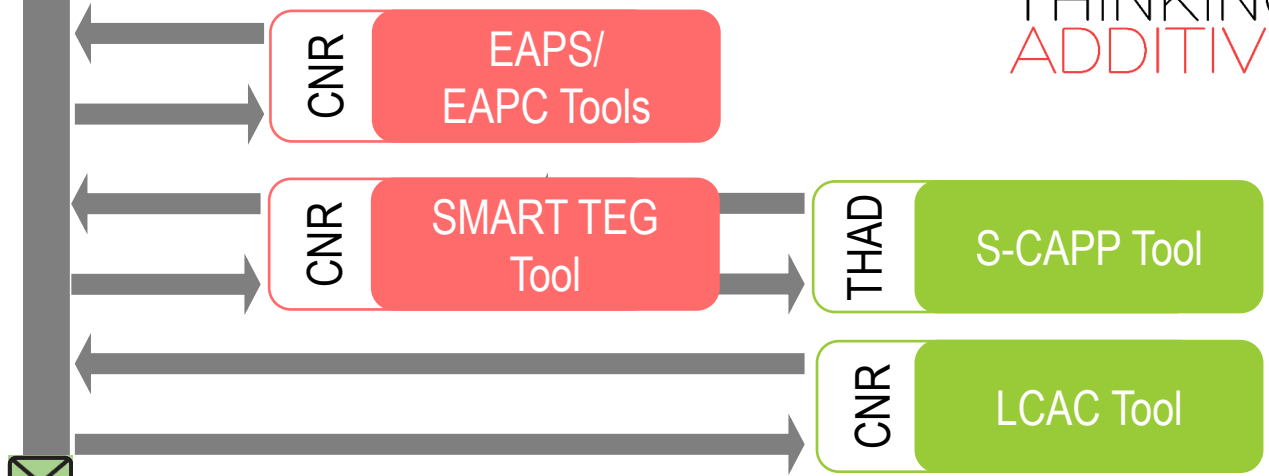 THINKING
ADDITIV
CNR
EAPS/
EAPC Tools
CNR
SMART TEG
Tool
THAD
S-CAPP Tool
CNR
LCAC Tool